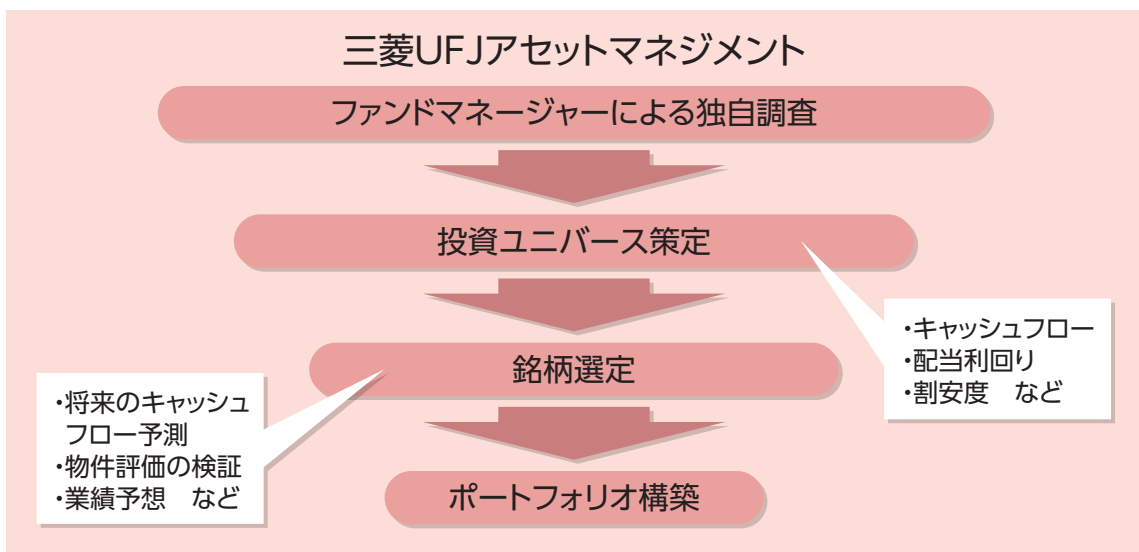 三菱UFJアセットマネジメント
ファンドマネージャーによる独自調査
投資ユニバース策定
・キャッシュフロー
・配当利回り
・割安度　など
銘柄選定
・将来のキャッシュ
フロー予測
・物件評価の検証
・業績予想　など
ポートフォリオ構築